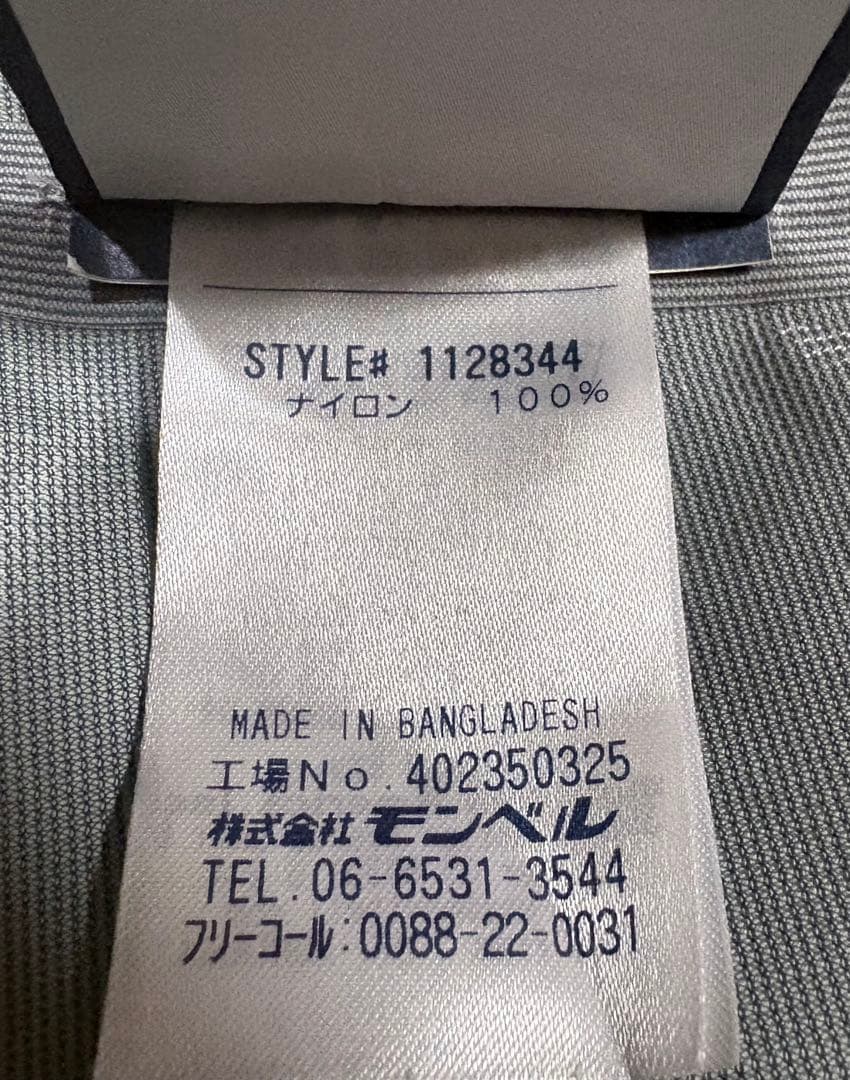 STYLE# 1128344
ナイロン 100%
MADE IN BANGLADESH
工場No.402350325
株式会社 モンベル
TEL.06-6531-3544
フリーコール:0088-22-0031